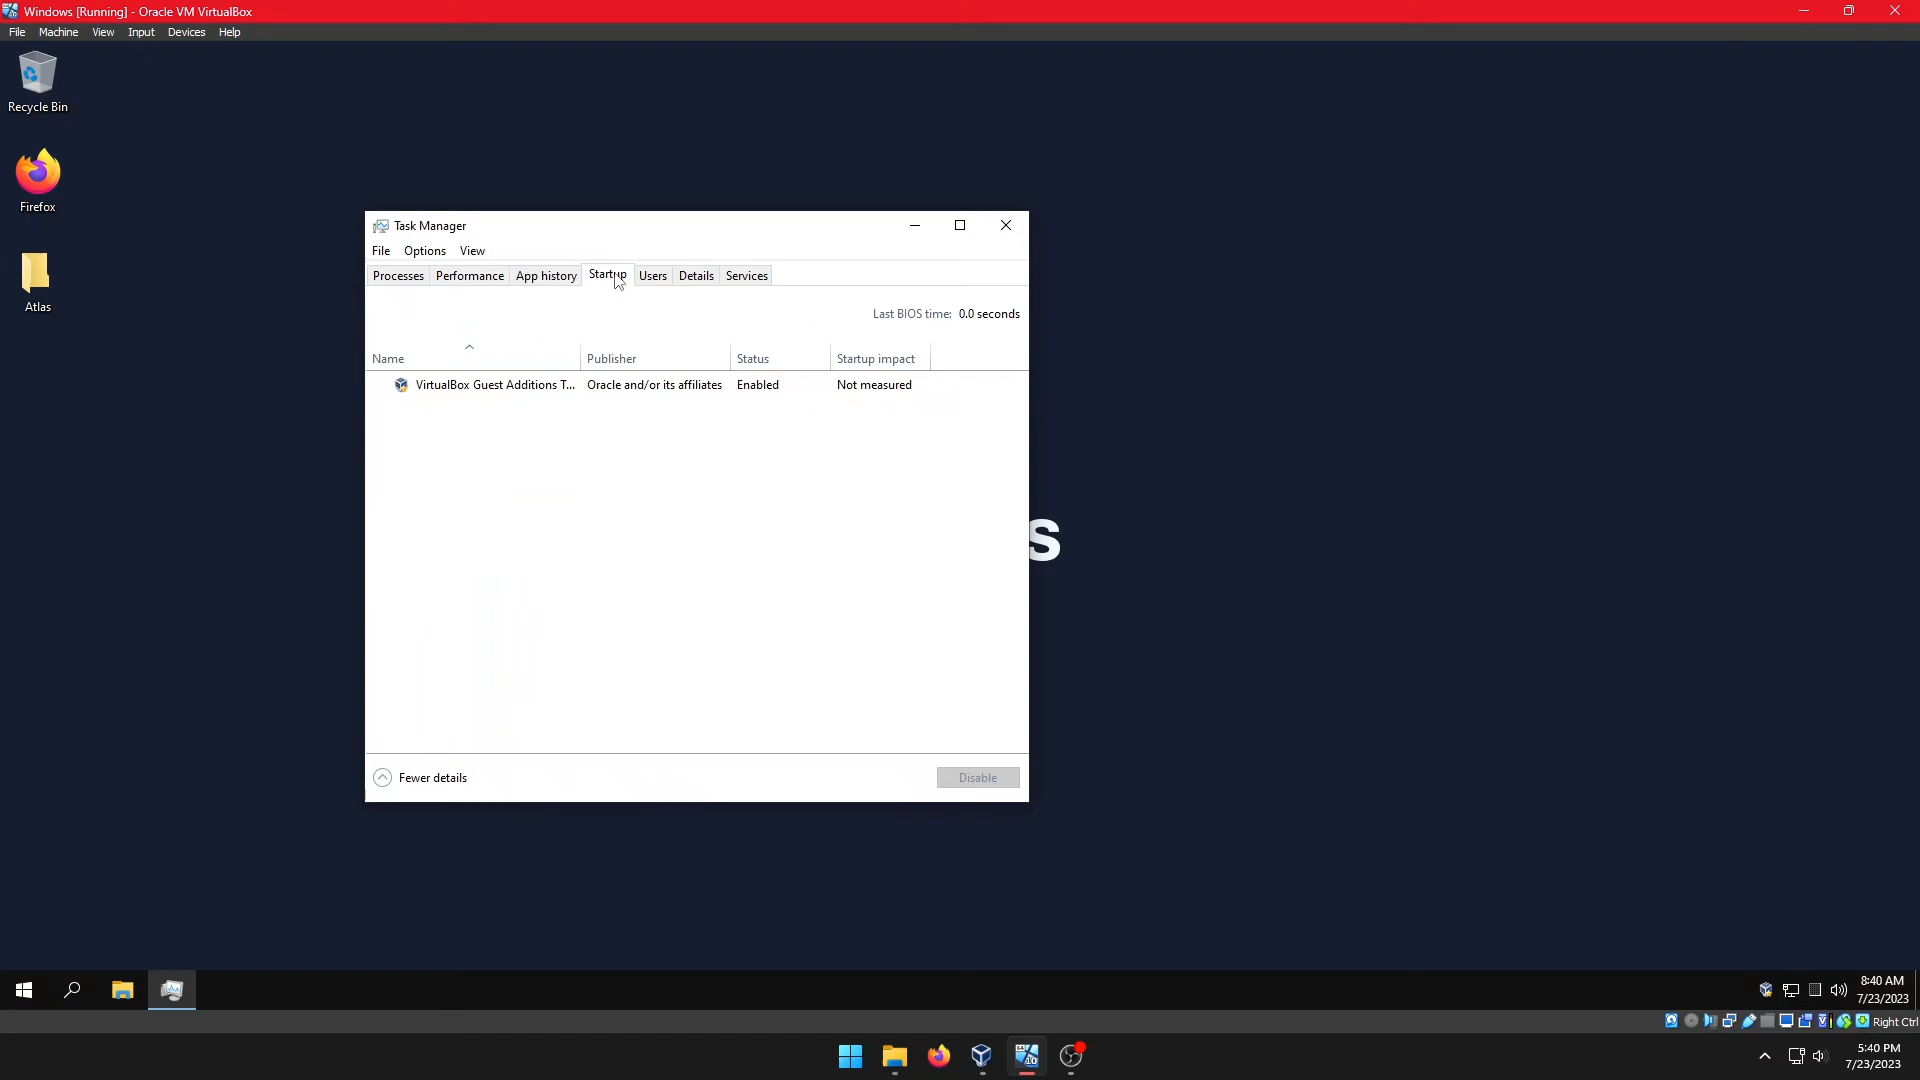 Windows [Running] - Oracle VM VirtualBox
File Machine View Input Devices Help
Recycle Bin
Firefox
Atlas
Task Manager
File Options View
Processes Performance App history Startup Users Details Services
Last BIOS time: 0.0 seconds
Name Publisher Status Startup impact
VirtualBox Guest Additions T... Oracle and/or its affiliates Enabled Not measured
s
Fewer details Disable
8:40 AM
7/23/2023
Right Ctrl
5:40 PM
7/23/2023